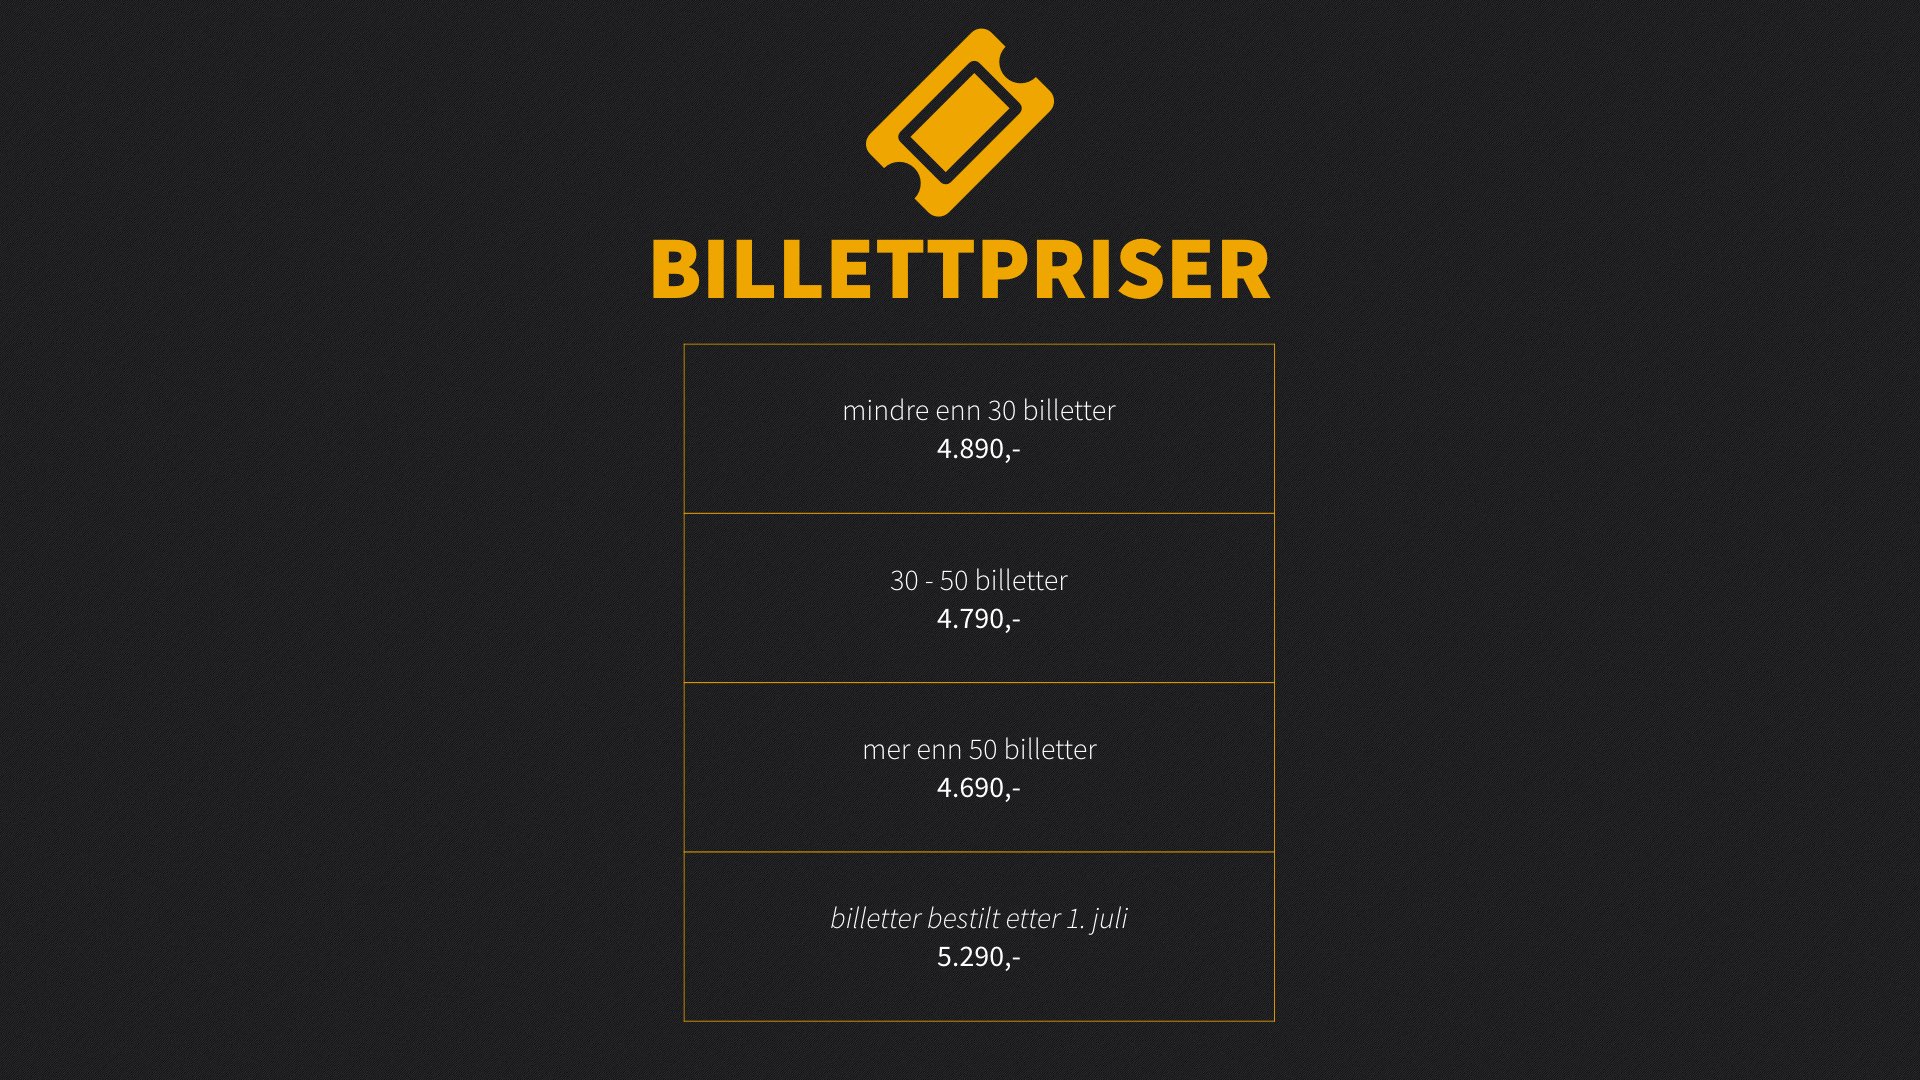 BILLETTPRISER
mindre enn 30 billetter
4.890,-
30 - 50 billetter
4.790,-
mer enn 50 billetter
4.690,-
billetter bestilt etter 1. juli
5.290,-